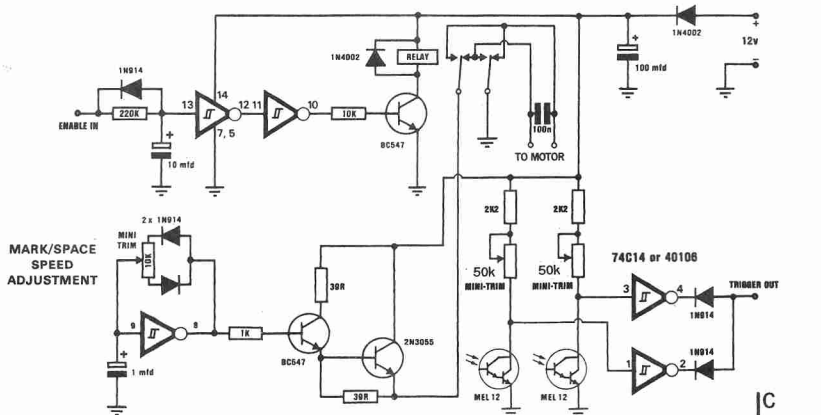 1N4002
+
12v
–
1N4002
RELAY
+
100 mfd
1N914
220K
ENABLE IN
13
14
12
11
10
7, 5
10K
BC547
+
10 mfd
100n
TO MOTOR
2K2
2K2
50k
MINI-TRIM
50k
MINI-TRIM
74C14 or 40106
3
4
1N914
TRIGGER OUT
1
2
1N914
MEL 12
MEL 12
MARK/SPACE
SPEED
ADJUSTMENT
2 x 1N914
MINI
TRIM
10K
9
8
1K
39R
BC547
2N3055
39R
+
1 mfd
IC